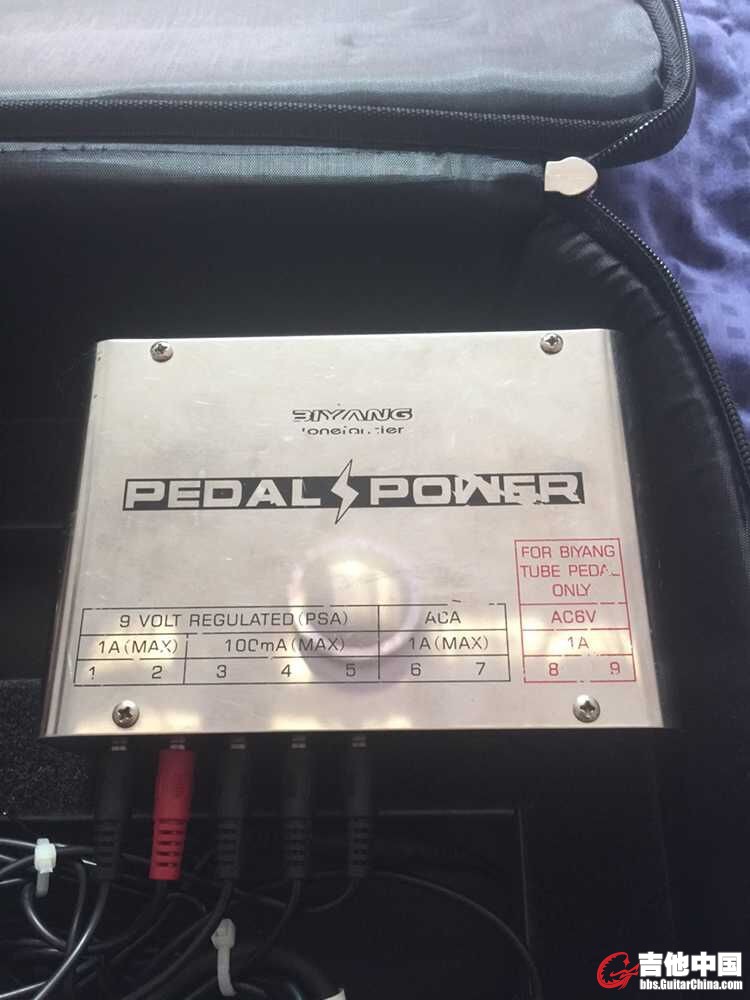 BIYANG
PEDAL POWER
FOR BIYANG
TUBE PEDAL
ONLY
9 VOLT REGULATED(PSA) ACA AC6V
1A(MAX) 100mA(MAX) 1A(MAX) 1A
1 2 3 4 5 6 7 8 9
吉他中国
bbs.GuitarChina.com